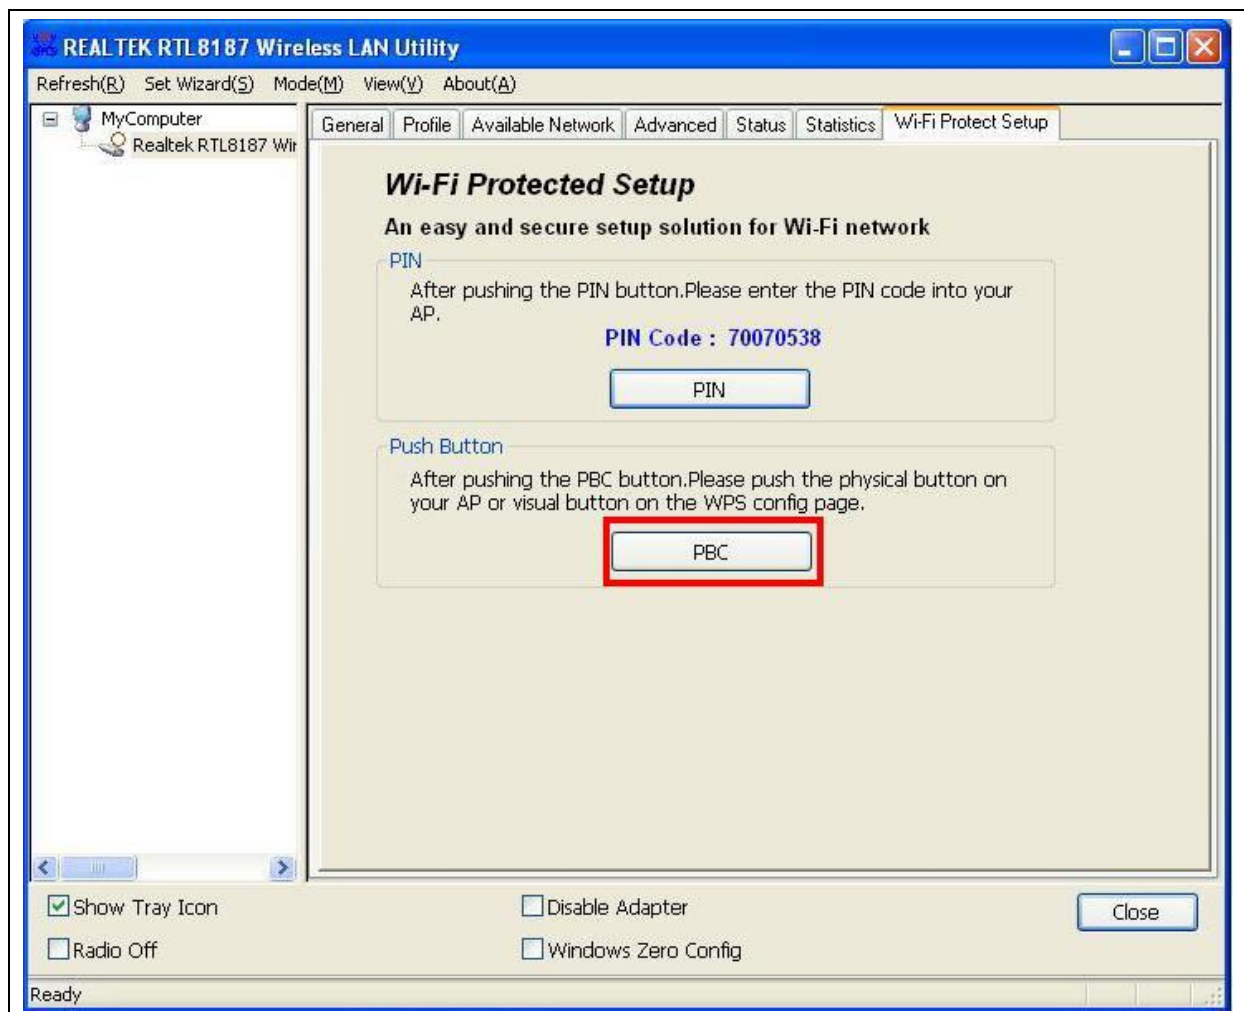 REALTEK RTL8187 Wireless LAN Utility
Refresh(R) Set Wizard(S) Mode(M) View(V) About(A)
MyComputer
Realtek RTL8187 Wir
General Profile Available Network Advanced Status Statistics Wi-Fi Protect Setup
Wi-Fi Protected Setup
An easy and secure setup solution for Wi-Fi network
PIN
After pushing the PIN button.Please enter the PIN code into your
AP.
PIN Code : 70070538
PIN
Push Button
After pushing the PBC button.Please push the physical button on
your AP or visual button on the WPS config page.
PBC
Show Tray Icon
Disable Adapter
Close
Radio Off
Windows Zero Config
Ready